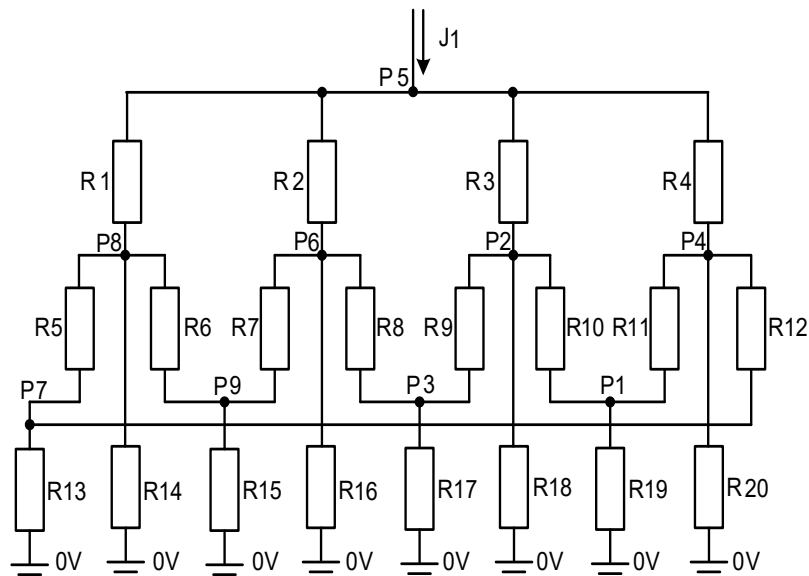 J1
P5
R1 R2 R3 R4
P8 P6 P2 P4
R5 R6 R7 R8 R9 R10 R11 R12
P7 P9 P3 P1
R13 R14 R15 R16 R17 R18 R19 R20
0V 0V 0V 0V 0V 0V 0V 0V